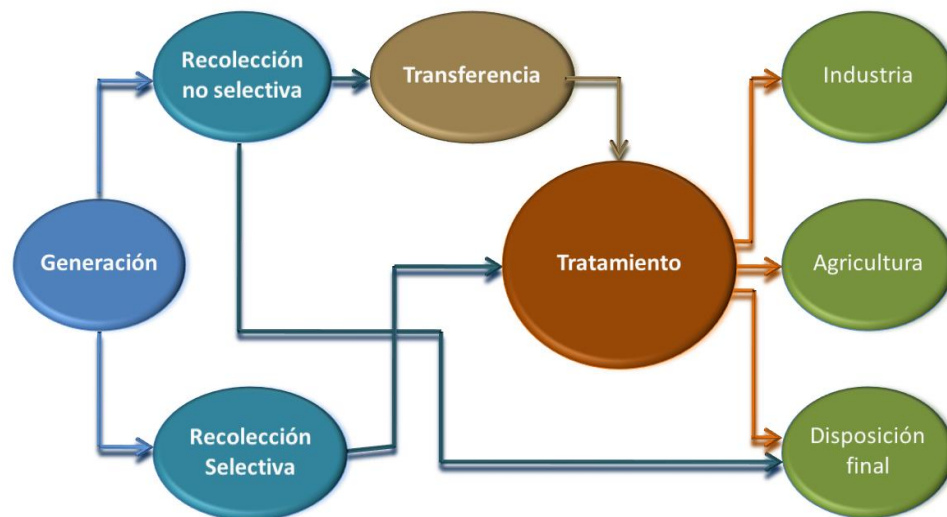 Recolección
no selectiva
Transferencia
Industria
Generación
Tratamiento
Agricultura
Recolección
Selectiva
Disposición
final